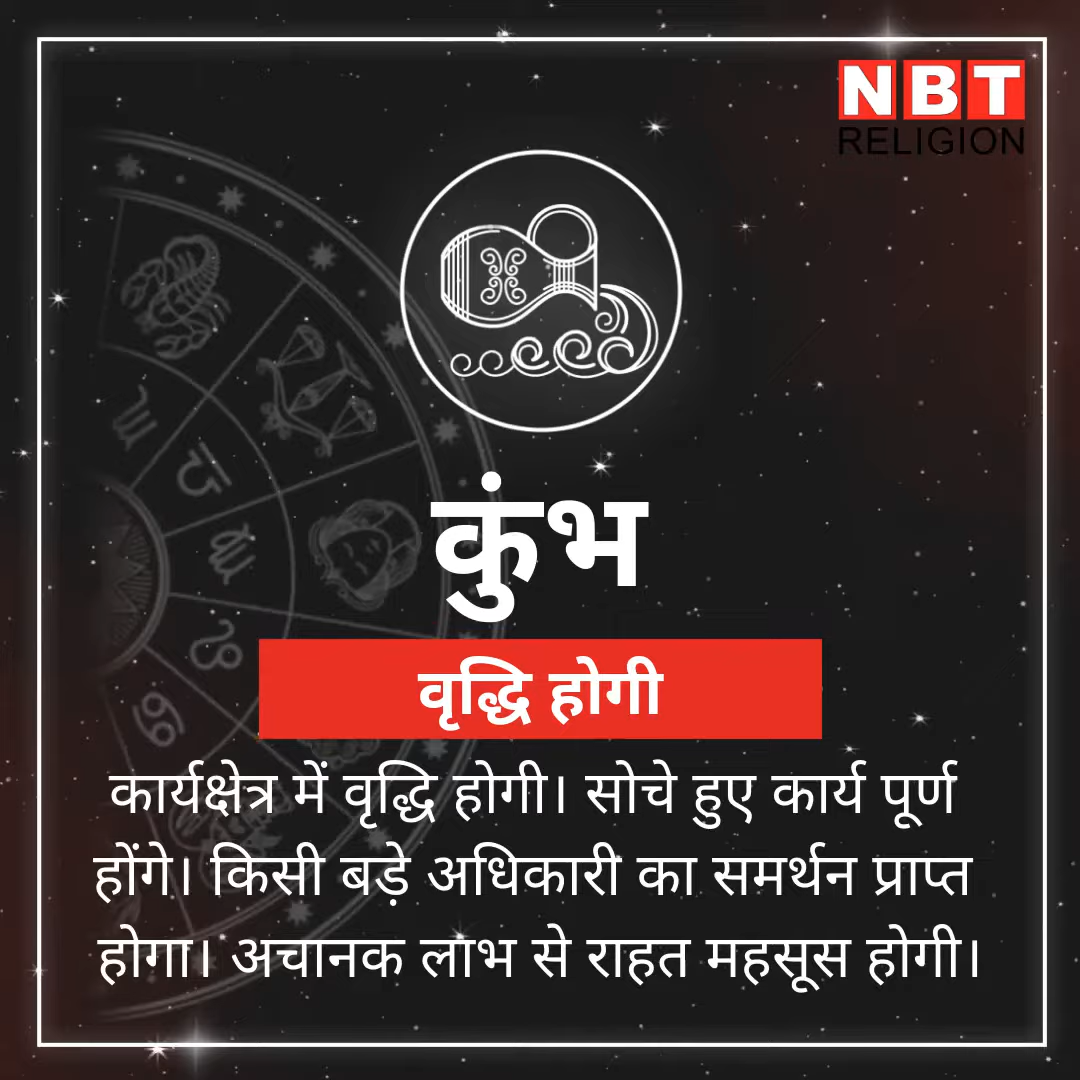 NBT
RELIGION
कुंभ
वृद्धि होगी
कार्यक्षेत्र में वृद्धि होगी। सोचे हुए कार्य पूर्ण
होंगे। किसी बड़े अधिकारी का समर्थन प्राप्त
होगा। अचानक लाभ से राहत महसूस होगी।